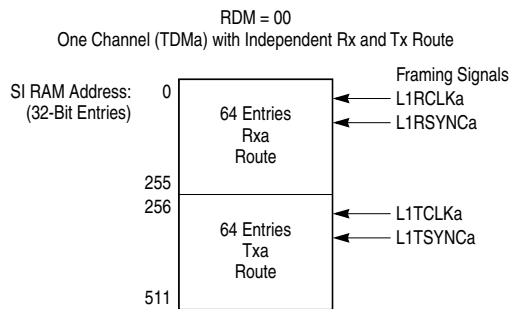 RDM = 00
One Channel (TDMa) with Independent Rx and Tx Route
Framing Signals
SI RAM Address:
(32-Bit Entries)
0
64 Entries
Rxa
Route
L1RCLKa
L1RSYNCa
255
256
64 Entries
Txa
Route
L1TCLKa
L1TSYNCa
511